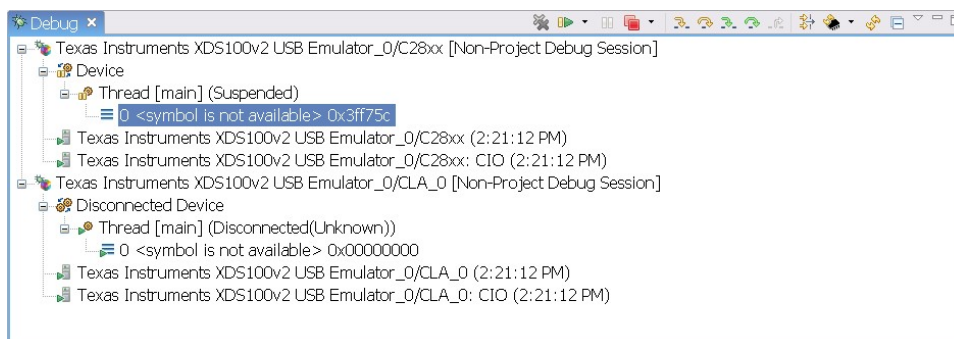 Debug
Texas Instruments XDS100v2 USB Emulator_0/C28xx [Non-Project Debug Session]
Device
Thread [main] (Suspended)
0 <symbol is not available> 0x3ff75c
Texas Instruments XDS100v2 USB Emulator_0/C28xx (2:21:12 PM)
Texas Instruments XDS100v2 USB Emulator_0/C28xx: CIO (2:21:12 PM)
Texas Instruments XDS100v2 USB Emulator_0/CLA_0 [Non-Project Debug Session]
Disconnected Device
Thread [main] (Disconnected(Unknown))
0 <symbol is not available> 0x00000000
Texas Instruments XDS100v2 USB Emulator_0/CLA_0 (2:21:12 PM)
Texas Instruments XDS100v2 USB Emulator_0/CLA_0: CIO (2:21:12 PM)